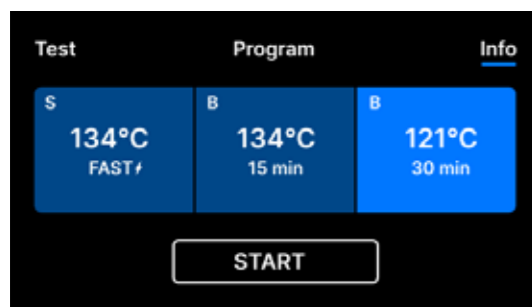 Test Program Info
S B B
134°C 134°C 121°C
FAST⚡ 15 min 30 min
START